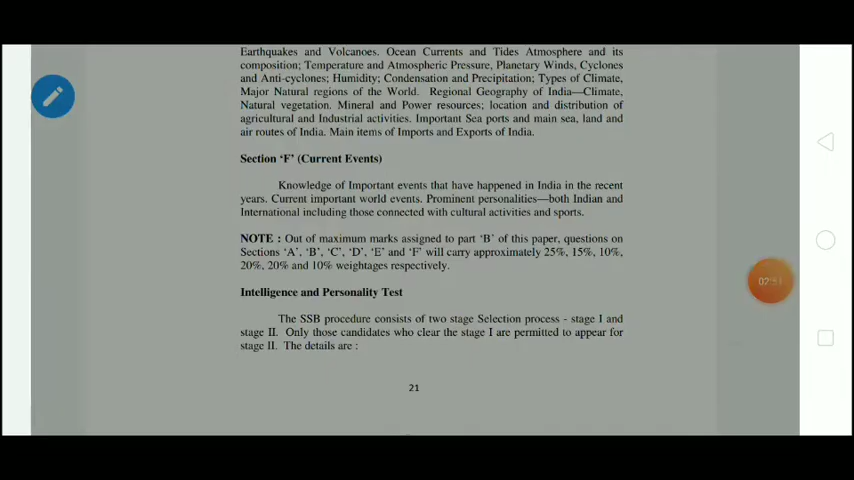 Earthquakes and Volcanoes. Ocean Currents and Tides Atmosphere and its
composition; Temperature and Atmospheric Pressure, Planetary Winds, Cyclones
and Anti-cyclones; Humidity; Condensation and Precipitation; Types of Climate,
Major Natural regions of the World. Regional Geography of India—Climate,
Natural vegetation. Mineral and Power resources; location and distribution of
agricultural and Industrial activities. Important Sea ports and main sea, land and
air routes of India. Main items of Imports and Exports of India.
Section ‘F’ (Current Events)
Knowledge of Important events that have happened in India in the recent
years. Current important world events. Prominent personalities—both Indian and
International including those connected with cultural activities and sports.
NOTE : Out of maximum marks assigned to part ‘B’ of this paper, questions on
Sections ‘A’, ‘B’, ‘C’, ‘D’, ‘E’ and ‘F’ will carry approximately 25%, 15%, 10%,
20%, 20% and 10% weightages respectively.
Intelligence and Personality Test
The SSB procedure consists of two stage Selection process - stage I and
stage II. Only those candidates who clear the stage I are permitted to appear for
stage II. The details are :
21
02:51